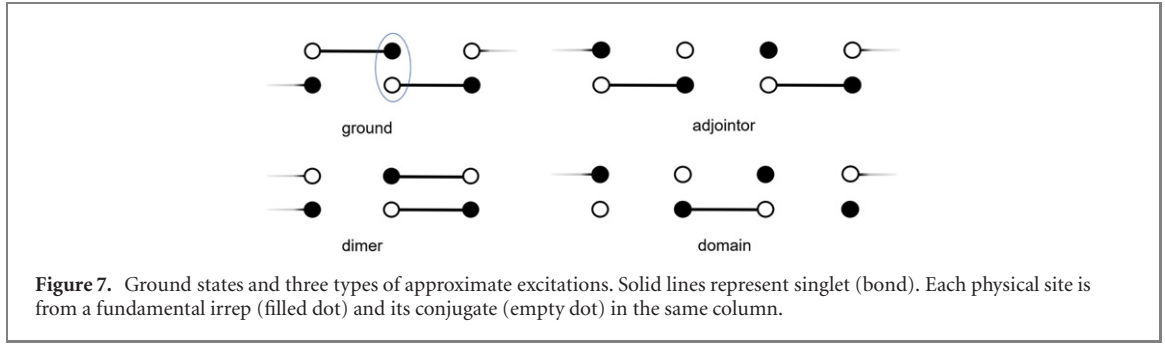 ground
adjointor
dimer
domain
Figure 7. Ground states and three types of approximate excitations. Solid lines represent singlet (bond). Each physical site is
from a fundamental irrep (filled dot) and its conjugate (empty dot) in the same column.